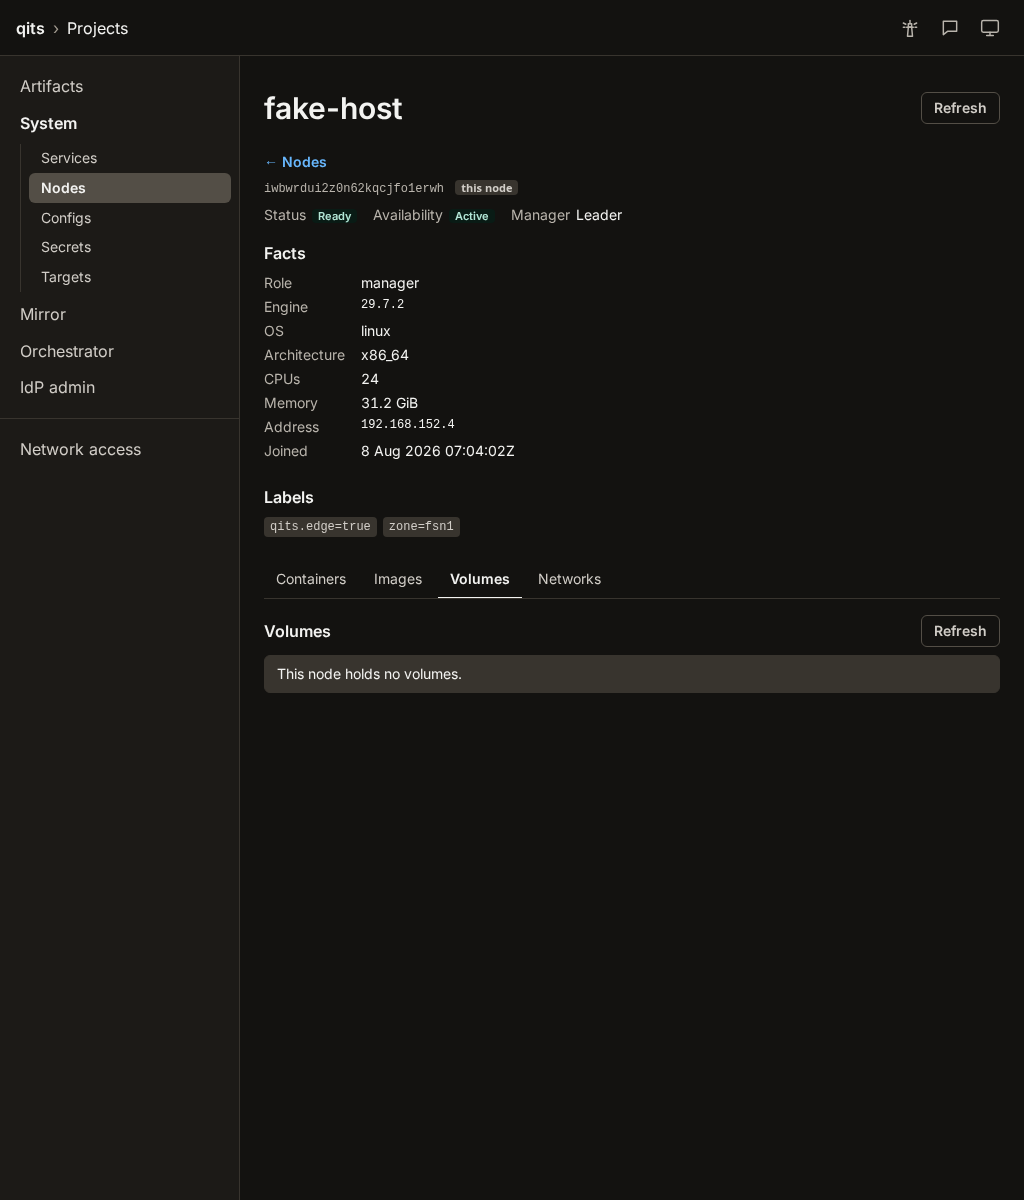 qits › Projects
Artifacts
System
Services
Nodes
Configs
Secrets
Targets
Mirror
Orchestrator
IdP admin
Network access
fake-host
Refresh
← Nodes
iwbwrdui2z0n62kqcjfo1erwh this node
Status Ready Availability Active Manager Leader
Facts
Role manager
Engine 29.7.2
OS linux
Architecture x86_64
CPUs 24
Memory 31.2 GiB
Address 192.168.152.4
Joined 8 Aug 2026 07:04:02Z
Labels
qits.edge=true zone=fsn1
Containers Images Volumes Networks
Volumes
Refresh
This node holds no volumes.